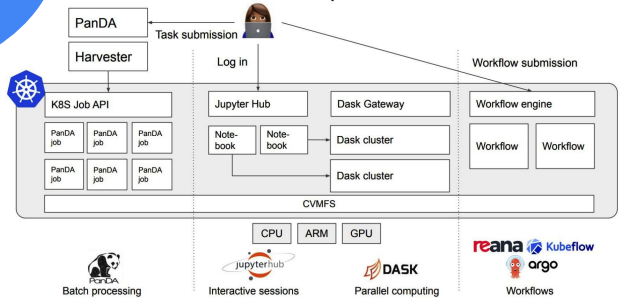 PanDA
Harvester
Task submission
Log in
Workflow submission
K8S Job API
PanDA job
PanDA job
PanDA job
PanDA job
PanDA job
PanDA job
Jupyter Hub
Note-
book
Note-
book
Dask Gateway
Dask cluster
Dask cluster
Workflow engine
Workflow
Workflow
CVMFS
CPU
ARM
GPU
PanDA
Batch processing
jupyterhub
Interactive sessions
DASK
Parallel computing
reana
Kubeflow
argo
Workflows